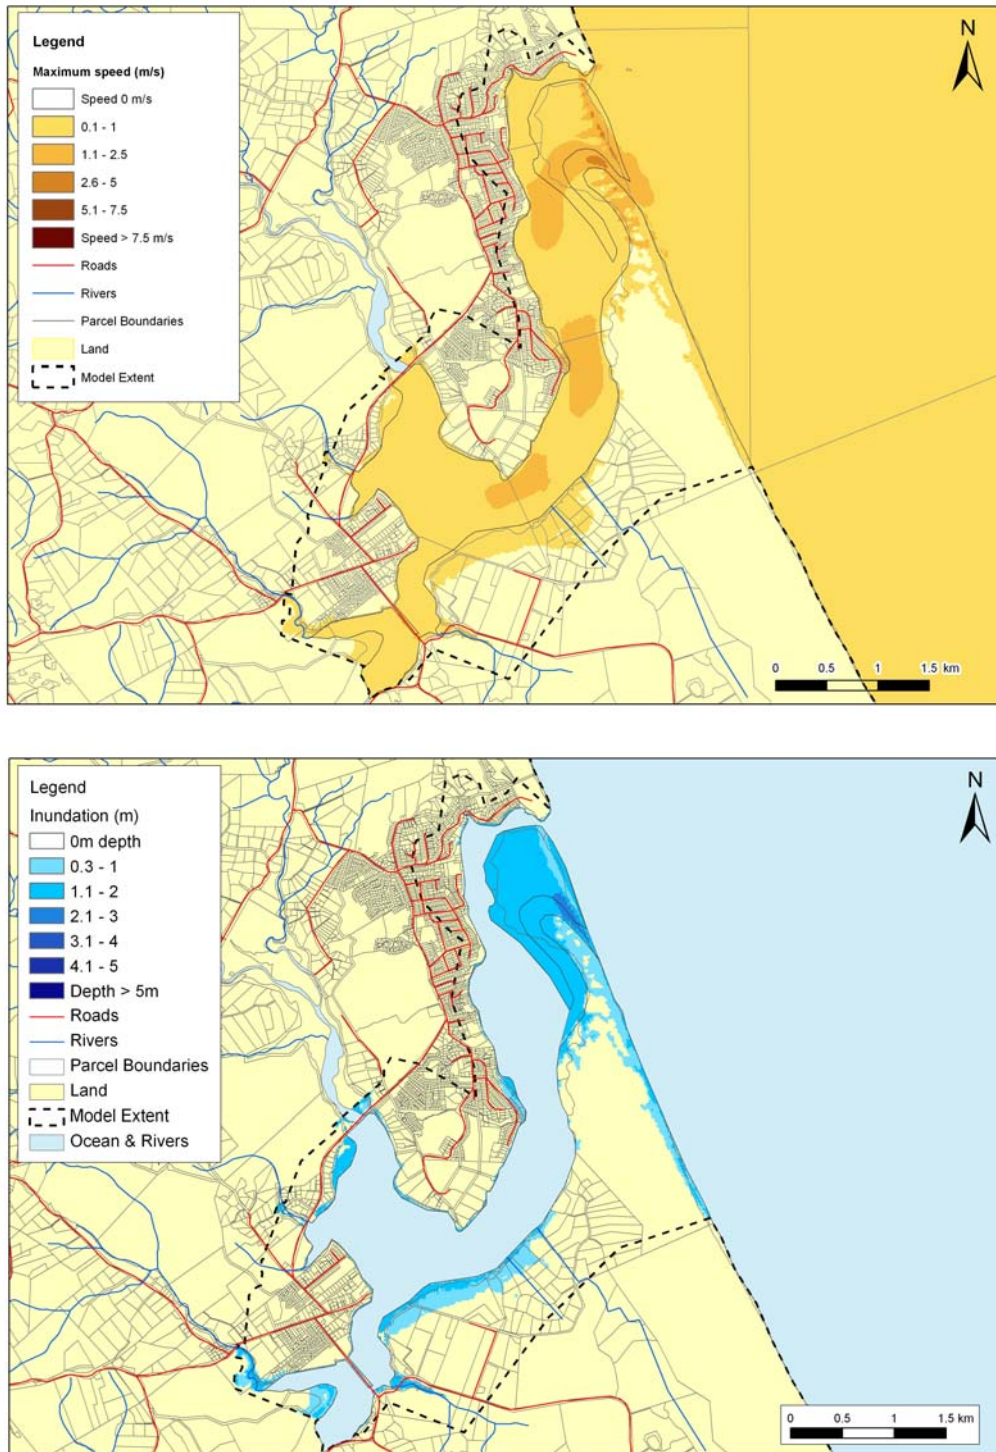 N
Legend
Maximum speed (m/s)
Speed 0 m/s
0.1 - 1
1.1 - 2.5
2.6 - 5
5.1 - 7.5
Speed > 7.5 m/s
Roads
Rivers
Parcel Boundaries
Land
Model Extent
0 0.5 1 1.5 km
N
Legend
Inundation (m)
0m depth
0.3 - 1
1.1 - 2
2.1 - 3
3.1 - 4
4.1 - 5
Depth > 5m
Roads
Rivers
Parcel Boundaries
Land
Model Extent
Ocean & Rivers
0 0.5 1 1.5 km